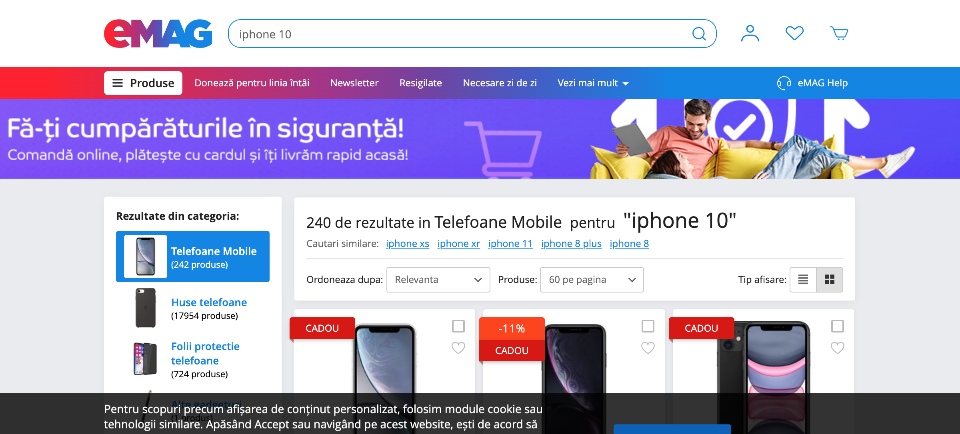 eMAG
iphone 10
Produse
Donează pentru linia întâi
Newsletter
Resigilate
Necesare zi de zi
Vezi mai mult
eMAG Help
Fă-ți cumpărăturile în siguranță!
Comandă online, plătește cu cardul și îți livrăm rapid acasă!
Rezultate din categoria:
Telefoane Mobile
(242 produse)
Huse telefoane
(17954 produse)
Folii protectie
telefoane
(724 produse)
240 de rezultate in Telefoane Mobile pentru "iphone 10"
Cautari similare: iphone xs iphone xr iphone 11 iphone 8 plus iphone 8
Ordoneaza dupa: Relevanta Produse: 60 pe pagina Tip afisare:
CADOU
-11%
CADOU
CADOU
Pentru scopuri precum afișarea de conținut personalizat, folosim module cookie sau
tehnologii similare. Apăsând Accept sau navigând pe acest website, ești de acord să